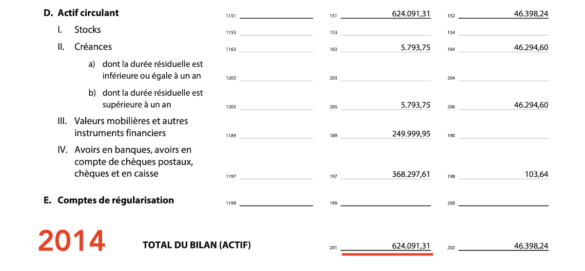 D. Actif circulant 1151 151 624.091,31 152 46.398,24
I. Stocks 1153 153 154
II. Créances 1163 163 5.793,75 164 46.294,60
a) dont la durée résiduelle est
inférieure ou égale à un an 1203 203 204
b) dont la durée résiduelle est
supérieure à un an 1205 205 5.793,75 206 46.294,60
III. Valeurs mobilières et autres
instruments financiers 1189 189 249.999,95 190
IV. Avoirs en banques, avoirs en
compte de chèques postaux,
chèques et en caisse 1197 197 368.297,61 198 103,64
E. Comptes de régularisation 1199 199 200
2014 TOTAL DU BILAN (ACTIF) 201 624.091,31 202 46.398,24